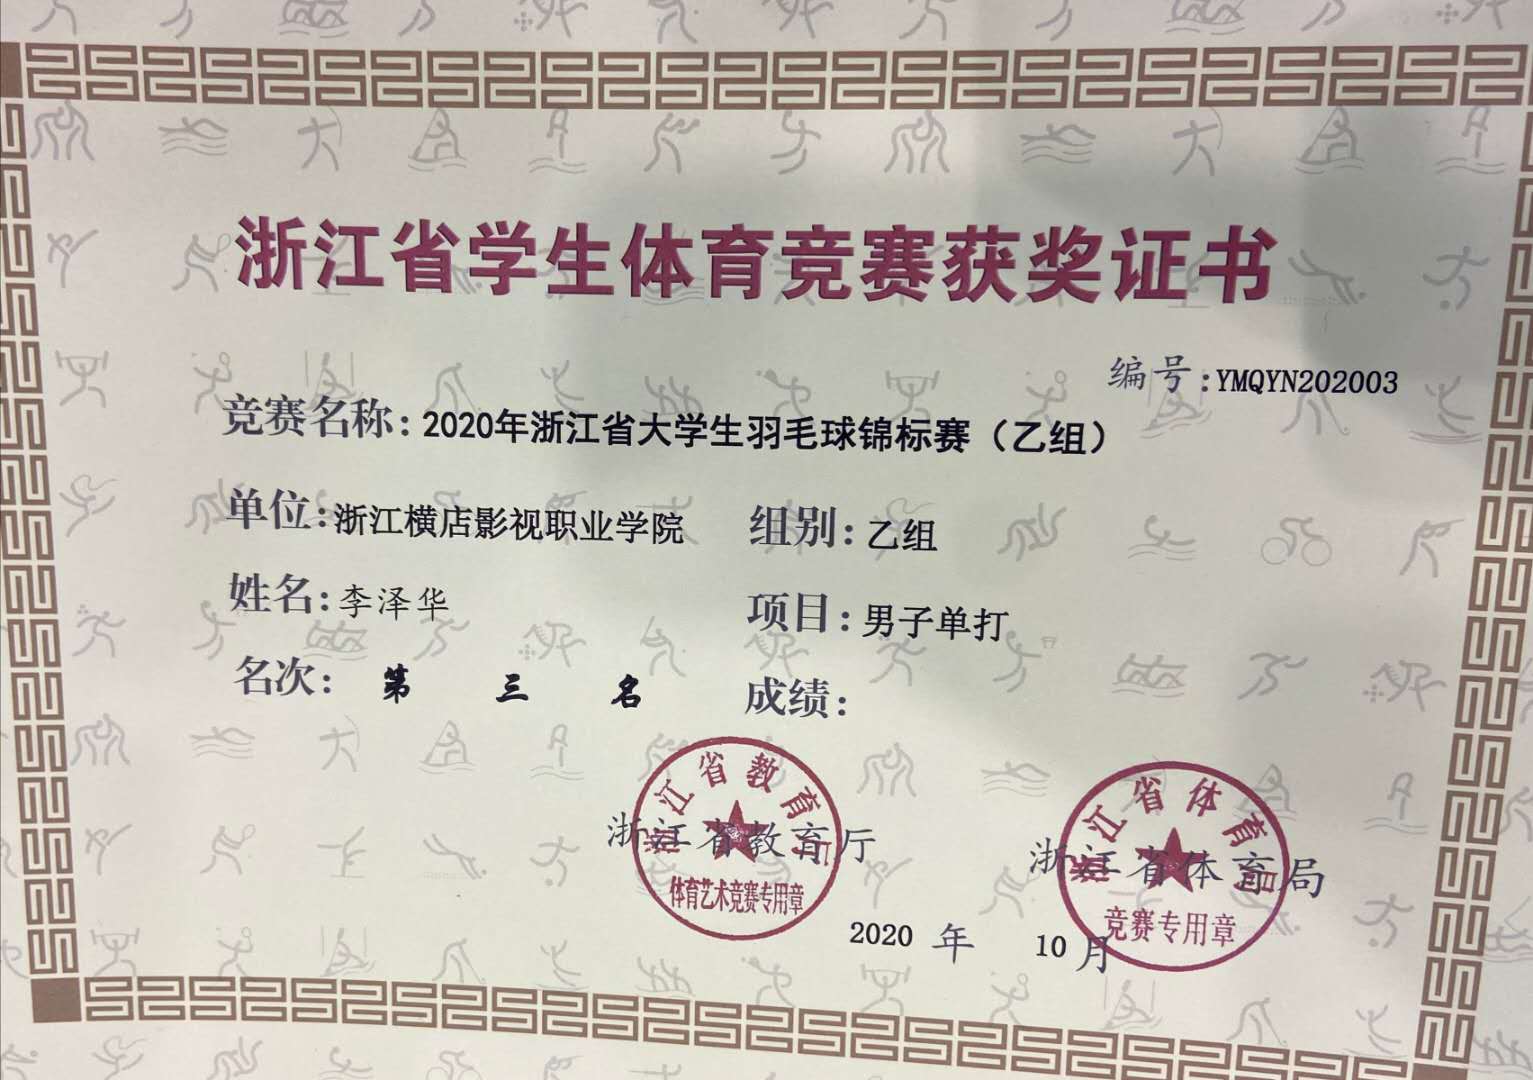 浙江省学生体育竞赛获奖证书
编号:YMQYN202003
竞赛名称:2020年浙江省大学生羽毛球锦标赛（乙组）
单位:浙江横店影视职业学院 组别:乙组
姓名:李泽华 项目:男子单打
名次: 第 三 名 成绩:
浙江省教育厅
体育艺术竞赛专用章
浙江省教育厅
浙江省体育局
竞赛专用章
浙江省体育局
2020 年 10 月